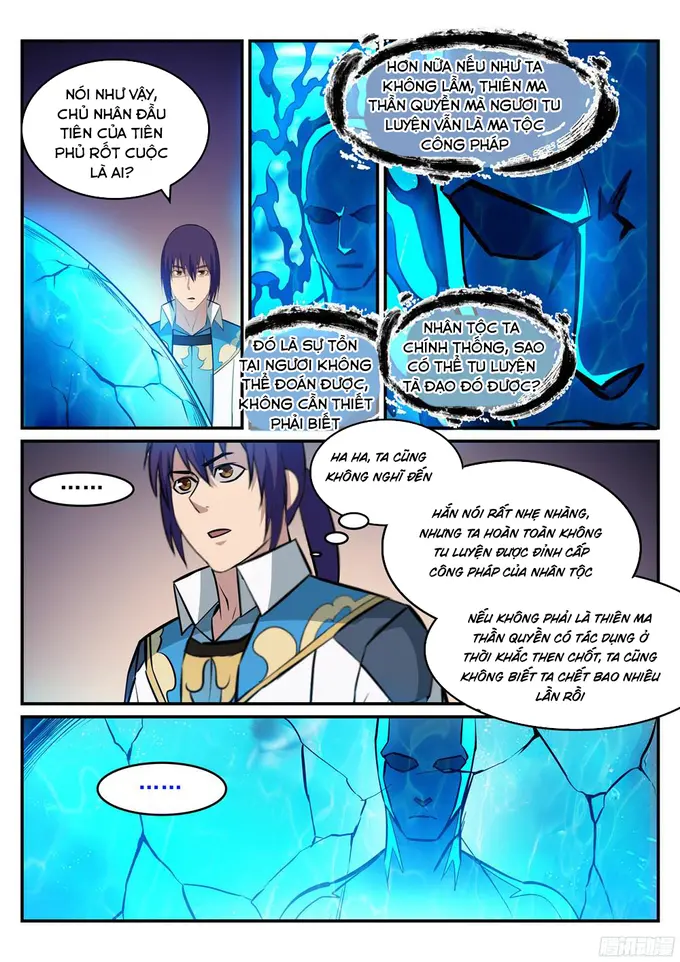 NÓI NHƯ VẬY,
CHỦ NHÂN ĐẦU
TIÊN CỦA TIÊN
PHỦ RỐT CUỘC
LÀ AI?
ĐÓ LÀ SỰ TỒN
TẠI NGƯƠI KHÔNG
THỂ ĐOÁN ĐƯỢC,
KHÔNG CẦN THIẾT
PHẢI BIẾT
HƠN NỮA NẾU NHƯ TA
KHÔNG LẦM, THIÊN MA
THẦN QUYỀN MÀ NGƯƠI TU
LUYỆN VẪN LÀ MA TỘC
CÔNG PHÁP
NHÂN TỘC TA
CHÍNH THỐNG, SAO
CÓ THỂ TU LUYỆN
TÀ ĐẠO ĐÓ ĐƯỢC?
......
HA HA, TA CŨNG
KHÔNG NGHĨ ĐẾN
HẮN NÓI RẤT NHẸ NHÀNG,
NHƯNG TA HOÀN TOÀN KHÔNG
TU LUYỆN ĐƯỢC ĐỈNH CẤP
CÔNG PHÁP CỦA NHÂN TỘC
NẾU KHÔNG PHẢI LÀ THIÊN MA
THẦN QUYỀN CÓ TÁC DỤNG Ở
THỜI KHẮC THEN CHỐT, TA CŨNG
KHÔNG BIẾT TA CHẾT BAO NHIÊU
LẦN RỒI
......
腾讯动漫